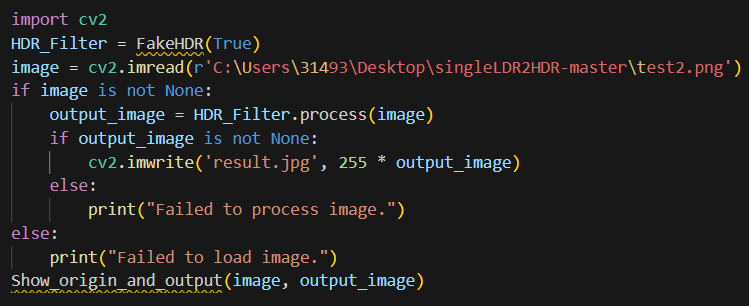 import cv2
HDR_Filter = FakeHDR(True)
image = cv2.imread(r'C:\Users\31493\Desktop\singleLDR2HDR-master\test2.png')
if image is not None:
    output_image = HDR_Filter.process(image)
    if output_image is not None:
        cv2.imwrite('result.jpg', 255 * output_image)
    else:
        print("Failed to process image.")
else:
    print("Failed to load image.")
Show_origin_and_output(image, output_image)